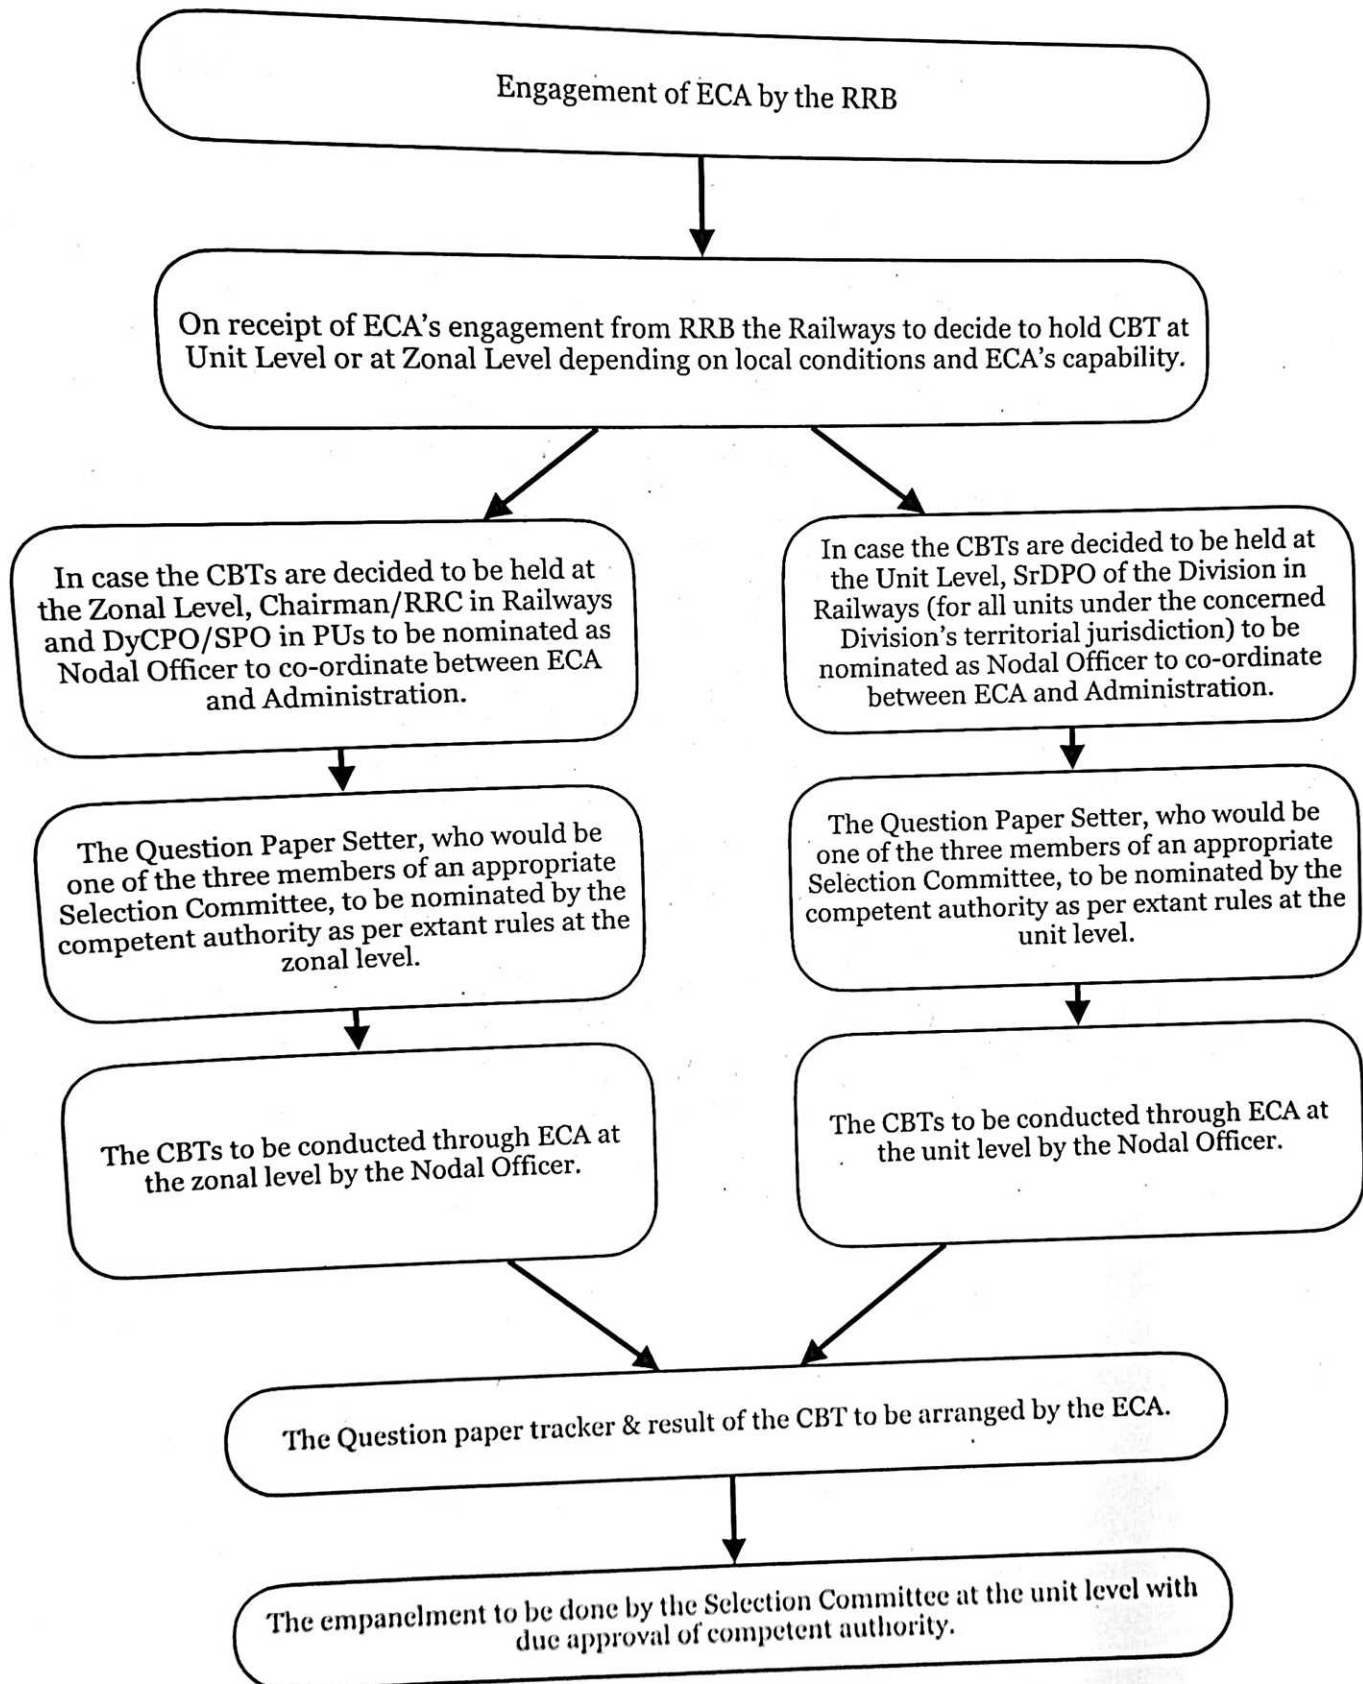 Engagement of ECA by the RRB
On receipt of ECA's engagement from RRB the Railways to decide to hold CBT at
Unit Level or at Zonal Level depending on local conditions and ECA's capability.
In case the CBTs are decided to be held at
the Zonal Level, Chairman/RRC in Railways
and DyCPO/SPO in PUs to be nominated as
Nodal Officer to co-ordinate between ECA
and Administration.
In case the CBTs are decided to be held at
the Unit Level, SrDPO of the Division in
Railways (for all units under the concerned
Division's territorial jurisdiction) to be
nominated as Nodal Officer to co-ordinate
between ECA and Administration.
The Question Paper Setter, who would be
one of the three members of an appropriate
Selection Committee, to be nominated by the
competent authority as per extant rules at the
zonal level.
The Question Paper Setter, who would be
one of the three members of an appropriate
Selection Committee, to be nominated by the
competent authority as per extant rules at the
unit level.
The CBTs to be conducted through ECA at
the zonal level by the Nodal Officer.
The CBTs to be conducted through ECA at
the unit level by the Nodal Officer.
The Question paper tracker & result of the CBT to be arranged by the ECA.
The empanelment to be done by the Selection Committee at the unit level with
due approval of competent authority.